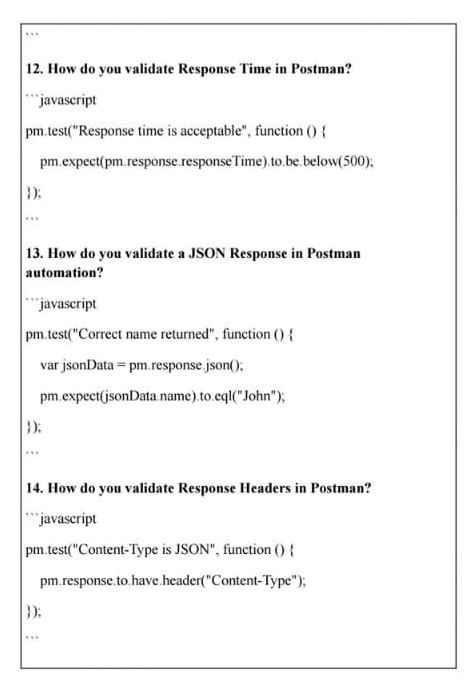 ```
12. How do you validate Response Time in Postman?
```javascript
pm.test("Response time is acceptable", function () {
pm.expect(pm.response.responseTime).to.be.below(500);
});
```
13. How do you validate a JSON Response in Postman
automation?
```javascript
pm.test("Correct name returned", function () {
var jsonData = pm.response.json();
pm.expect(jsonData.name).to.eql("John");
});
```
14. How do you validate Response Headers in Postman?
```javascript
pm.test("Content-Type is JSON", function () {
pm.response.to.have.header("Content-Type");
});
```